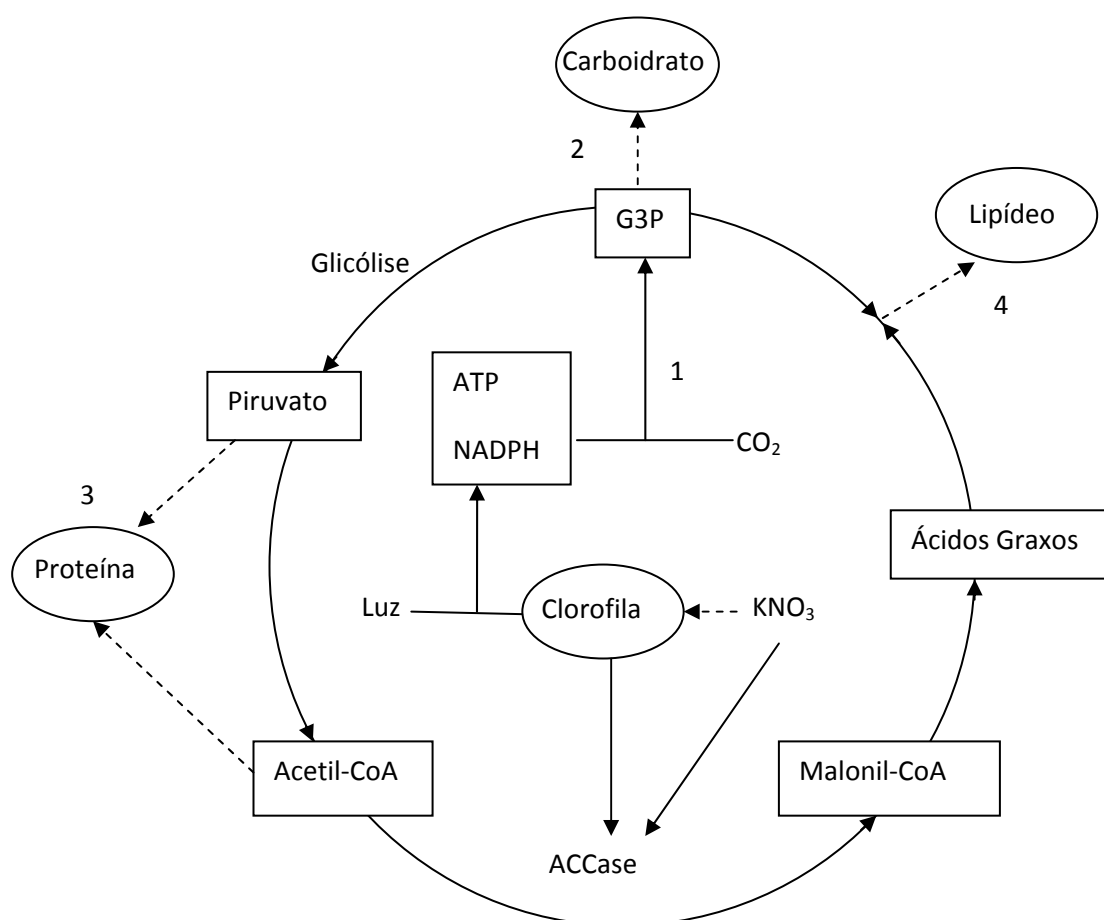 Carboidrato
2
Lipídeo
G3P
Glicólise
4
ATP
1
Piruvato
NADPH
CO₂
3
Ácidos Graxos
Proteína
Luz
Clorofila
KNO₃
Acetil-CoA
Malonil-CoA
ACCase